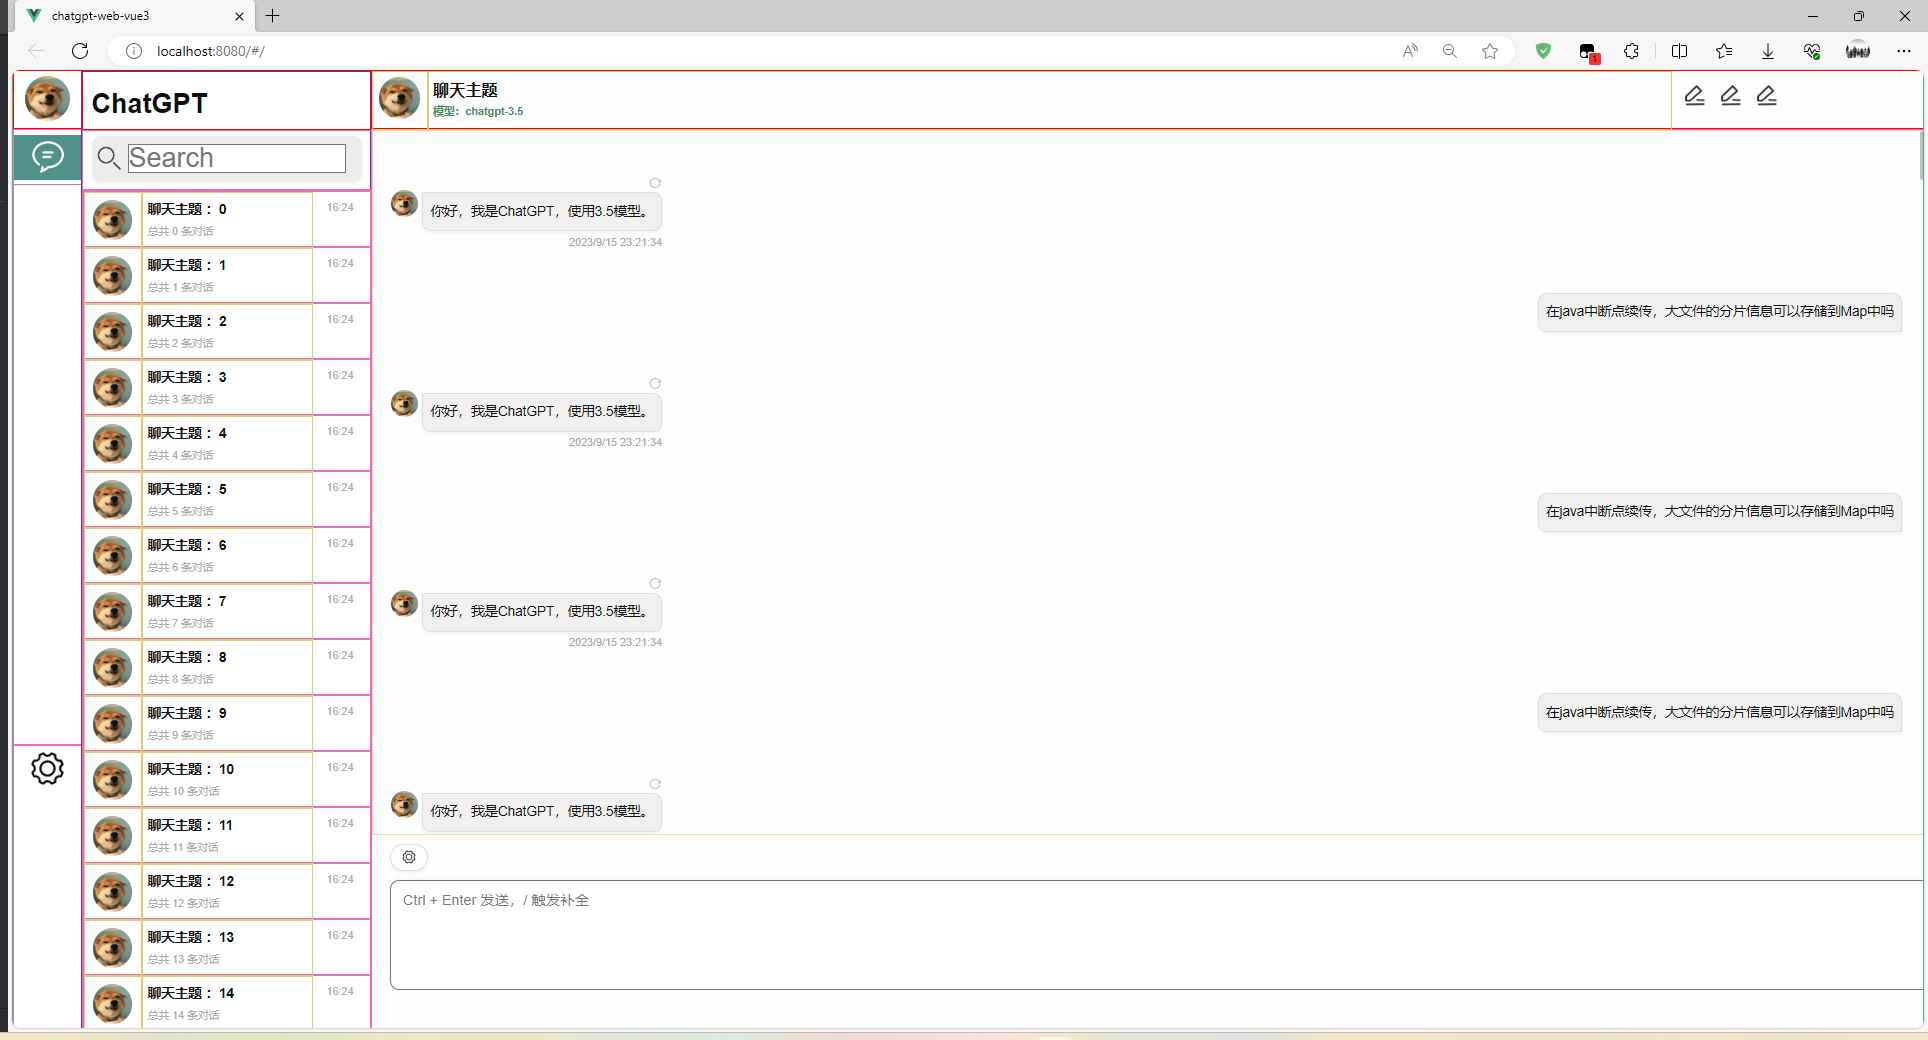 chatgpt-web-vue3
localhost:8080/#/
ChatGPT
聊天主题
模型：chatgpt-3.5
Search
聊天主题： 0
16:24
总共 0 条对话
聊天主题： 1
16:24
总共 1 条对话
聊天主题： 2
16:24
总共 2 条对话
聊天主题： 3
16:24
总共 3 条对话
聊天主题： 4
16:24
总共 4 条对话
聊天主题： 5
16:24
总共 5 条对话
聊天主题： 6
16:24
总共 6 条对话
聊天主题： 7
16:24
总共 7 条对话
聊天主题： 8
16:24
总共 8 条对话
聊天主题： 9
16:24
总共 9 条对话
聊天主题： 10
16:24
总共 10 条对话
聊天主题： 11
16:24
总共 11 条对话
聊天主题： 12
16:24
总共 12 条对话
聊天主题： 13
16:24
总共 13 条对话
聊天主题： 14
16:24
总共 14 条对话
你好，我是ChatGPT，使用3.5模型。
2023/9/15 23:21:34
在java中断点续传，大文件的分片信息可以存储到Map中吗
你好，我是ChatGPT，使用3.5模型。
2023/9/15 23:21:34
在java中断点续传，大文件的分片信息可以存储到Map中吗
你好，我是ChatGPT，使用3.5模型。
2023/9/15 23:21:34
在java中断点续传，大文件的分片信息可以存储到Map中吗
你好，我是ChatGPT，使用3.5模型。
Ctrl + Enter 发送，/ 触发补全